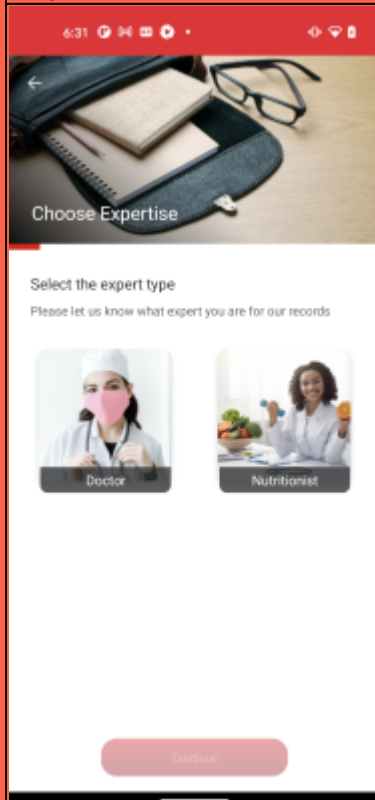 6:31
Choose Expertise
Select the expert type
Please let us know what expert you are for our records
Doctor
Nutritionist
Continue